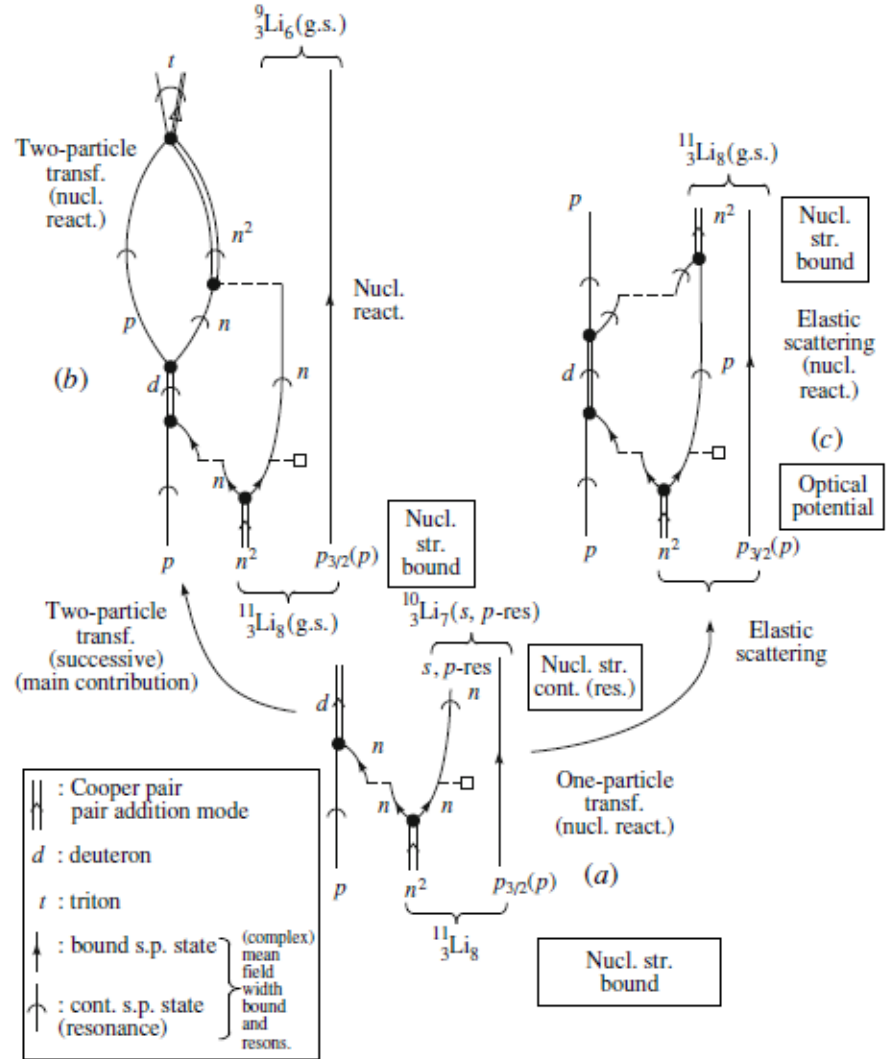 ⁹₃Li₆(g.s.)
t
Two-particle
transf.
(nucl.
react.)
n²
p
n
n
Nucl.
react.
(b)
d
n
p
n²
p₃/₂(p)
¹¹₃Li₈(g.s.)
Nucl.
str.
bound
¹¹₃Li₈(g.s.)
p
n²
Nucl.
str.
bound
Elastic
scattering
(nucl.
react.)
d
p
(c)
Optical
potential
p
n²
p₃/₂(p)
Elastic
scattering
Two-particle
transf.
(successive)
(main contribution)
¹⁰₃Li₇(s, p-res)
s, p-res
n
Nucl. str.
cont. (res.)
d
n
n
n
One-particle
transf.
(nucl. react.)
p
n²
p₃/₂(p)
(a)
¹¹₃Li₈
Nucl. str.
bound
: Cooper pair
pair addition mode
d : deuteron
t : triton
: bound s.p. state
: cont. s.p. state
(resonance)
(complex)
mean
field
width
bound
and
resons.